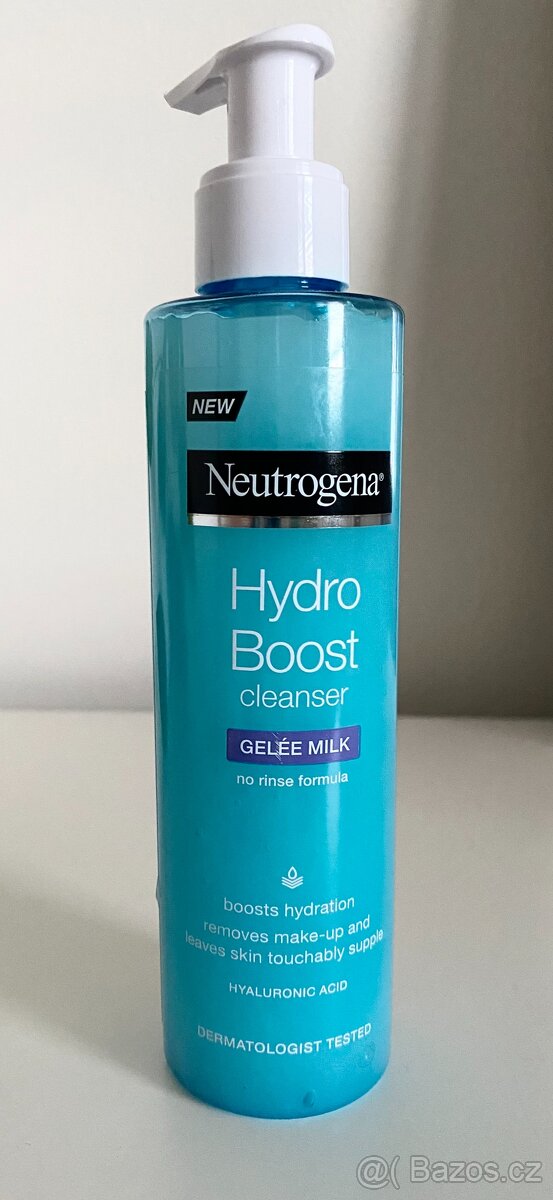 NEW
Neutrogena®
Hydro
Boost
cleanser
GELÉE MILK
no rinse formula
boosts hydration
removes make-up and
leaves skin touchably supple
HYALURONIC ACID
DERMATOLOGIST TESTED
@( Bazos.cz